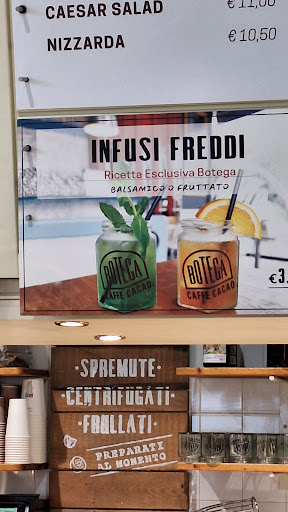 CAESAR SALAD €11,00
NIZZARDA €10,50
INFUSI FREDDI
Ricetta Esclusiva Botega
BALSAMICO O FRUTTATO
BOTEGA BOTEGA
CAFFE CACAO CAFFE CACAO
€3.
·SPREMUTE·
·CENTRIFUGATI·
·FRULLATI·
PREPARATI
AL MOMENTO